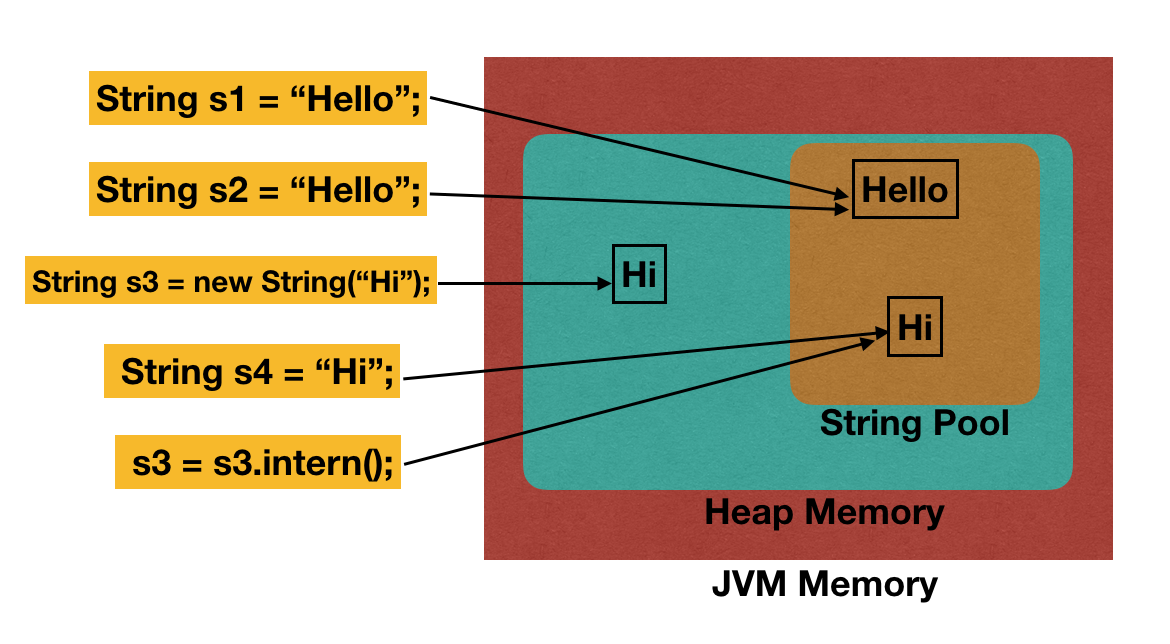 String s1 = “Hello”;
String s2 = “Hello”;
String s3 = new String(“Hi”);
String s4 = “Hi”;
s3 = s3.intern();
Hello
Hi
Hi
String Pool
Heap Memory
JVM Memory